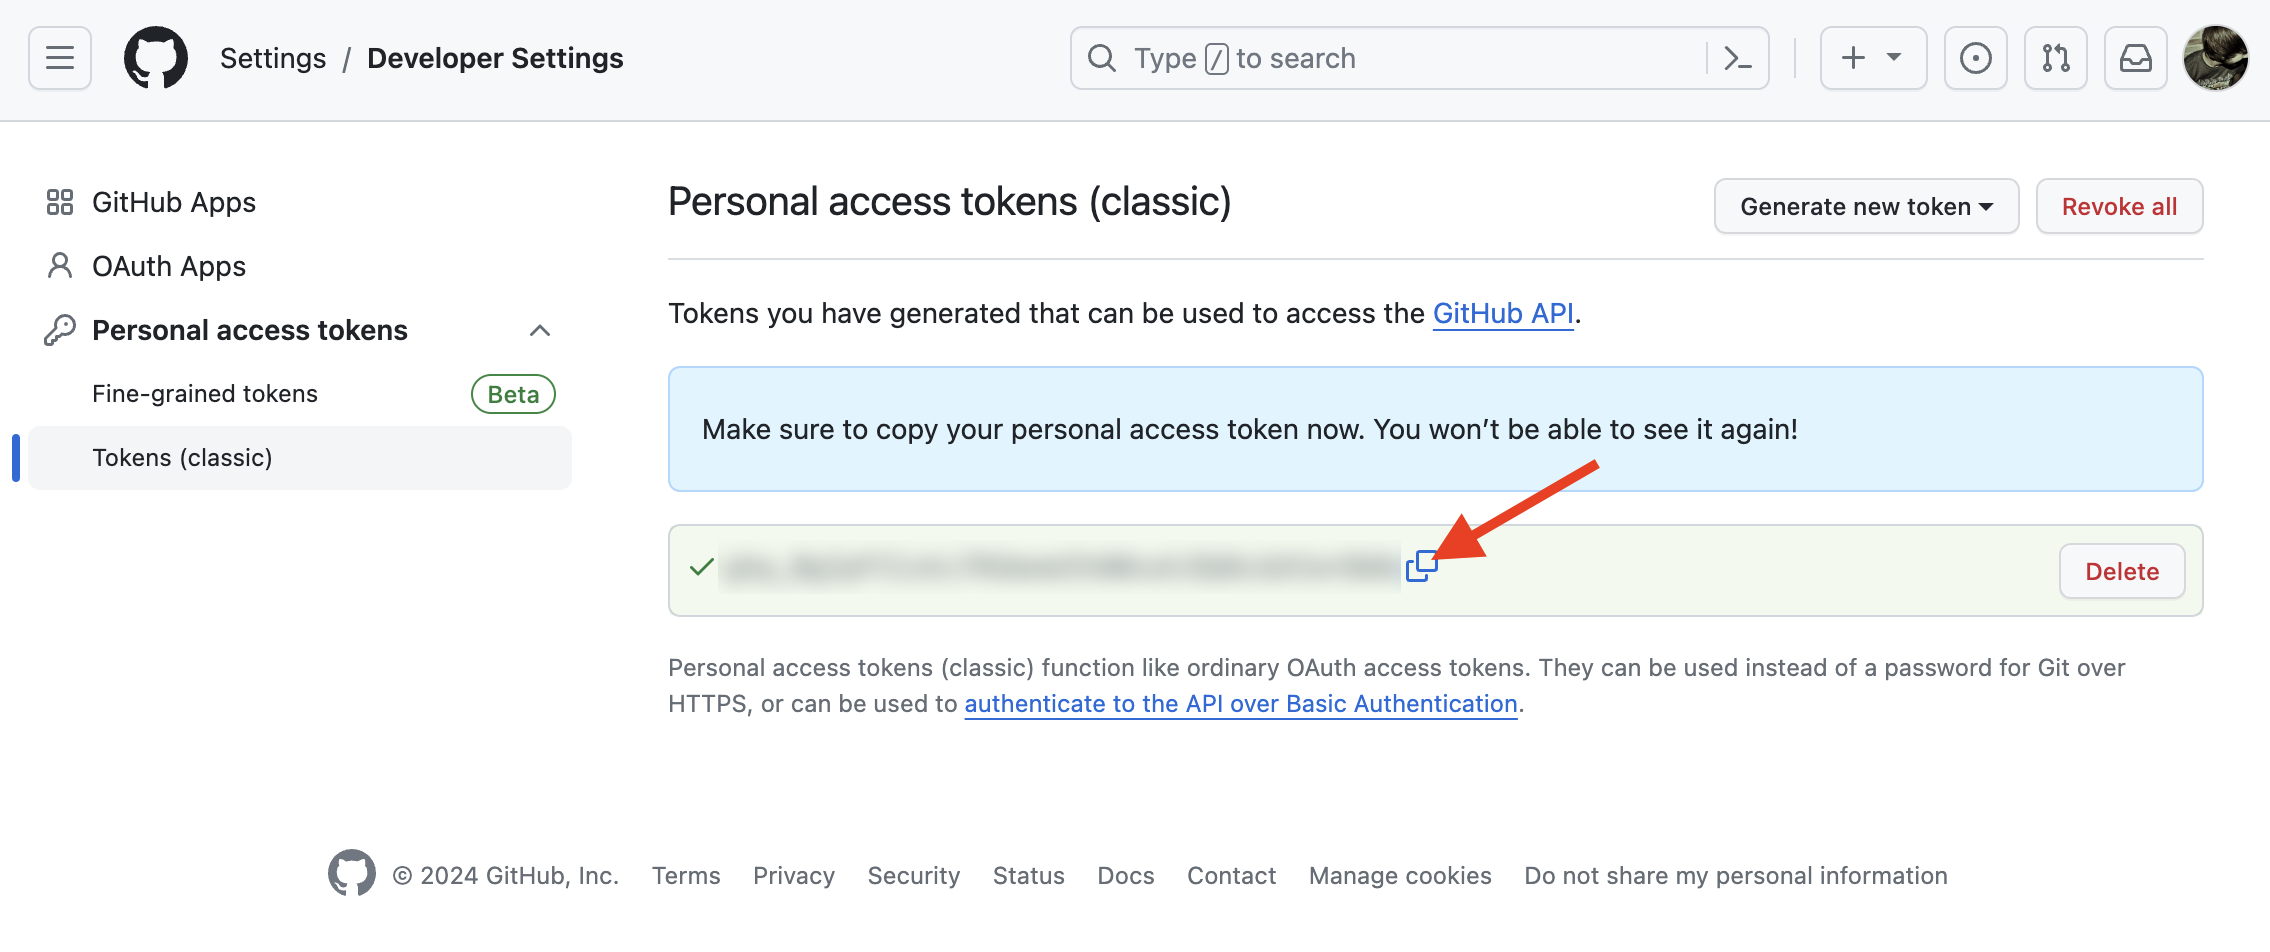 Settings / Developer Settings
Type / to search
GitHub Apps
OAuth Apps
Personal access tokens
Fine-grained tokens Beta
Tokens (classic)
Personal access tokens (classic)
Generate new token
Revoke all
Tokens you have generated that can be used to access the GitHub API.
Make sure to copy your personal access token now. You won’t be able to see it again!
Delete
Personal access tokens (classic) function like ordinary OAuth access tokens. They can be used instead of a password for Git over
HTTPS, or can be used to authenticate to the API over Basic Authentication.
© 2024 GitHub, Inc. Terms Privacy Security Status Docs Contact Manage cookies Do not share my personal information